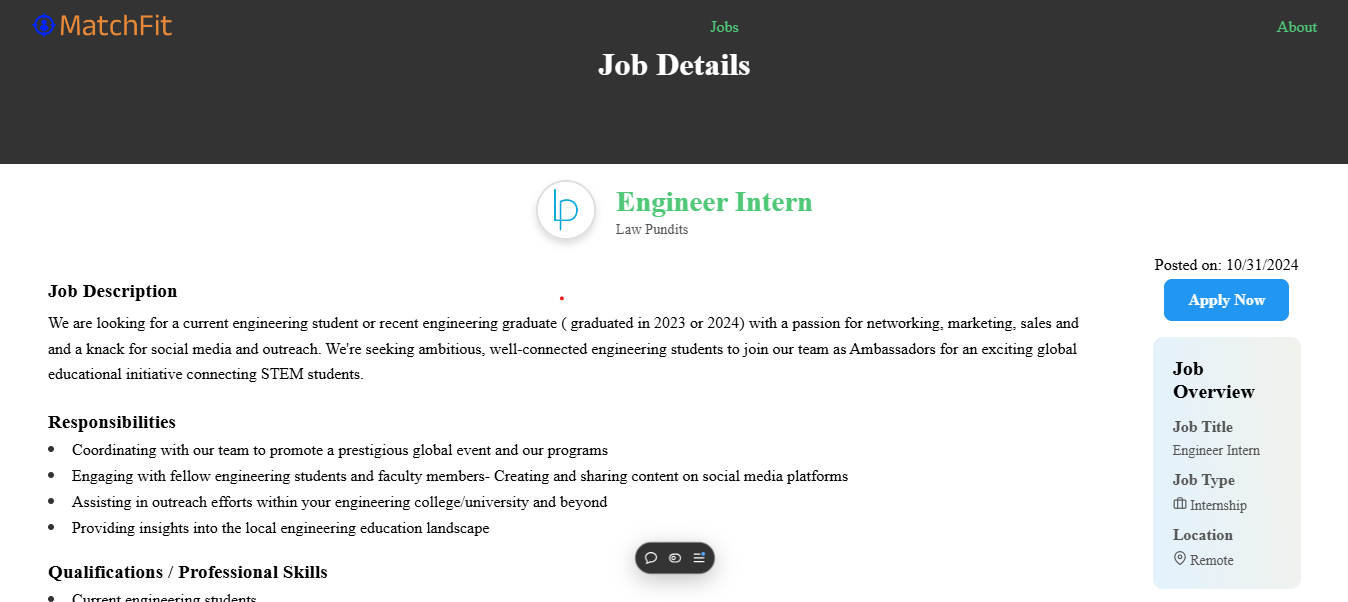 MatchFit
Jobs
About
Job Details
Engineer Intern
Law Pundits
Posted on: 10/31/2024
Apply Now
Job Description
We are looking for a current engineering student or recent engineering graduate ( graduated in 2023 or 2024) with a passion for networking, marketing, sales and
and a knack for social media and outreach. We're seeking ambitious, well-connected engineering students to join our team as Ambassadors for an exciting global
educational initiative connecting STEM students.
Responsibilities
Coordinating with our team to promote a prestigious global event and our programs
Engaging with fellow engineering students and faculty members- Creating and sharing content on social media platforms
Assisting in outreach efforts within your engineering college/university and beyond
Providing insights into the local engineering education landscape
Qualifications / Professional Skills
Current engineering students
Job
Overview
Job Title
Engineer Intern
Job Type
Internship
Location
Remote